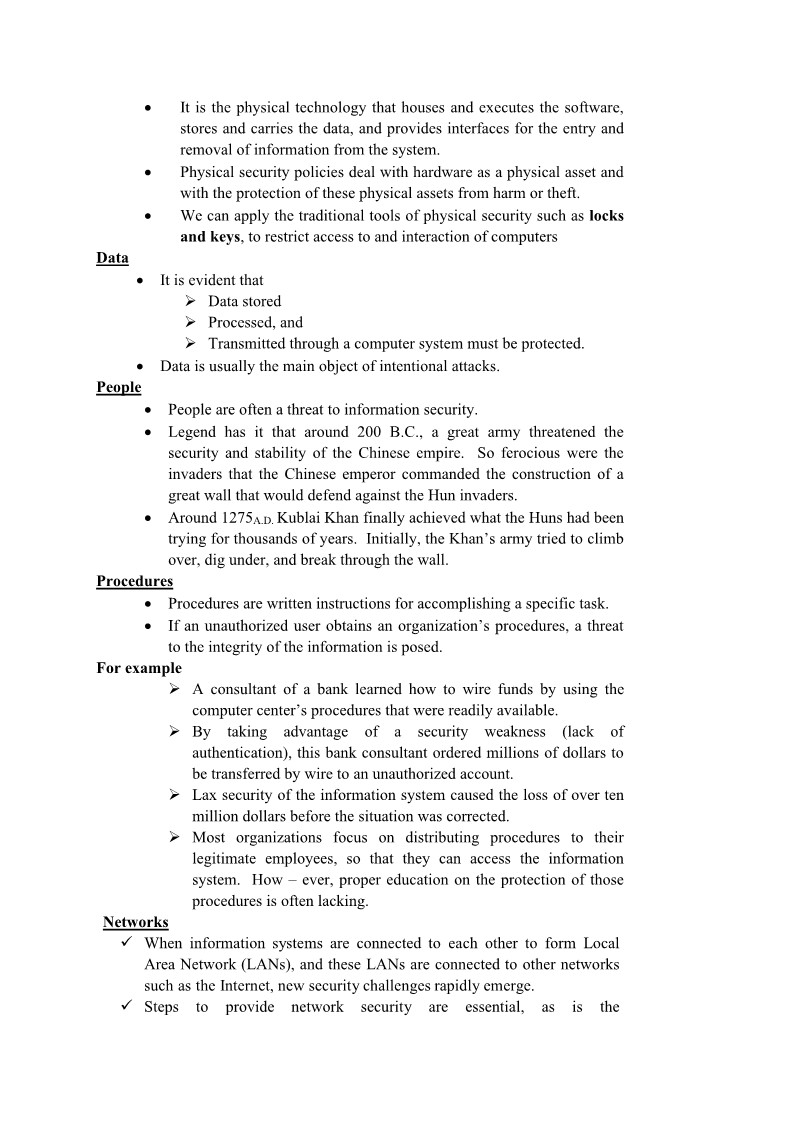 • It is the physical technology that houses and executes the software,
stores and carries the data, and provides interfaces for the entry and
removal of information from the system.
• Physical security policies deal with hardware as a physical asset and
with the protection of these physical assets from harm or theft.
• We can apply the traditional tools of physical security such as locks
and keys, to restrict access to and interaction of computers
Data
• It is evident that
➢ Data stored
➢ Processed, and
➢ Transmitted through a computer system must be protected.
• Data is usually the main object of intentional attacks.
People
• People are often a threat to information security.
• Legend has it that around 200 B.C., a great army threatened the
security and stability of the Chinese empire. So ferocious were the
invaders that the Chinese emperor commanded the construction of a
great wall that would defend against the Hun invaders.
• Around 1275A.D. Kublai Khan finally achieved what the Huns had been
trying for thousands of years. Initially, the Khan’s army tried to climb
over, dig under, and break through the wall.
Procedures
• Procedures are written instructions for accomplishing a specific task.
• If an unauthorized user obtains an organization’s procedures, a threat
to the integrity of the information is posed.
For example
➢ A consultant of a bank learned how to wire funds by using the
computer center’s procedures that were readily available.
➢ By taking advantage of a security weakness (lack of
authentication), this bank consultant ordered millions of dollars to
be transferred by wire to an unauthorized account.
➢ Lax security of the information system caused the loss of over ten
million dollars before the situation was corrected.
➢ Most organizations focus on distributing procedures to their
legitimate employees, so that they can access the information
system. How – ever, proper education on the protection of those
procedures is often lacking.
Networks
✓ When information systems are connected to each other to form Local
Area Network (LANs), and these LANs are connected to other networks
such as the Internet, new security challenges rapidly emerge.
✓ Steps to provide network security are essential, as is the